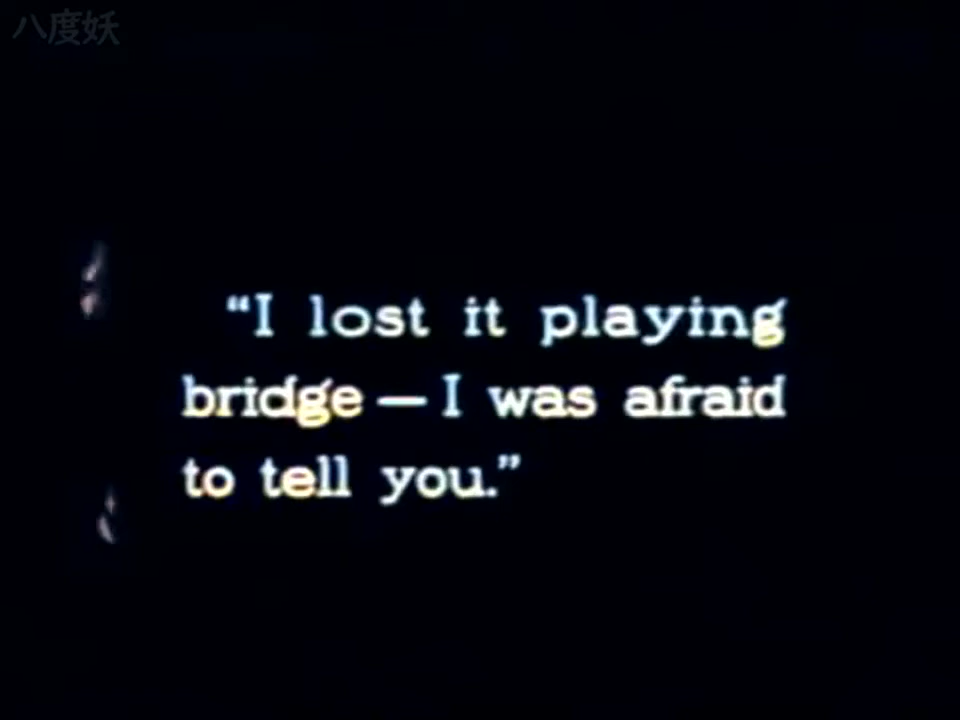 八度妖
“I lost it playing
bridge — I was afraid
to tell you.”